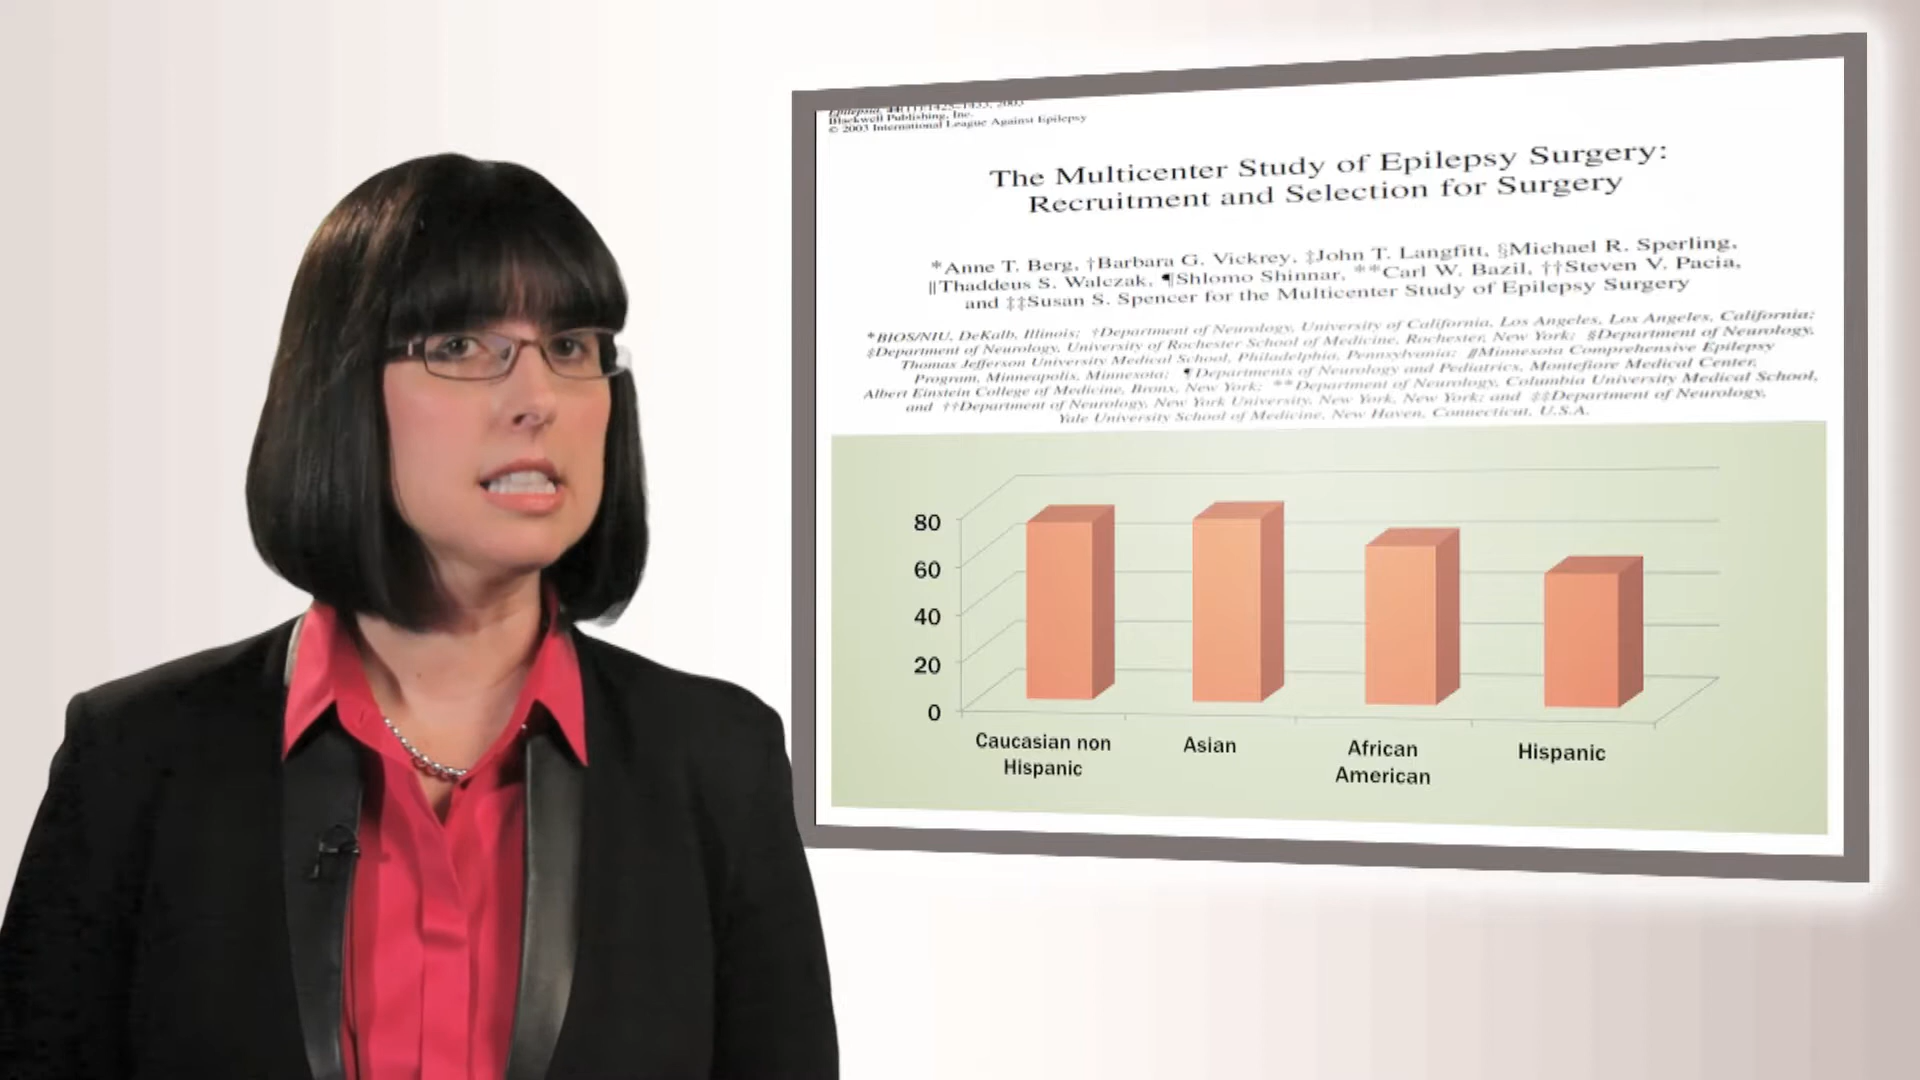 Epilepsia, 44(11):1425–1433, 2003
Blackwell Publishing, Inc.
© 2003 International League Against Epilepsy
The Multicenter Study of Epilepsy Surgery:
Recruitment and Selection for Surgery
*Anne T. Berg, †Barbara G. Vickrey, ‡John T. Langfitt, §Michael R. Sperling,
‖Thaddeus S. Walczak, ¶Shlomo Shinnar, **Carl W. Bazil, ††Steven V. Pacia,
and ‡‡Susan S. Spencer for the Multicenter Study of Epilepsy Surgery
*BIOS/NIU, DeKalb, Illinois; †Department of Neurology, University of California, Los Angeles, Los Angeles, California;
‡Department of Neurology, University of Rochester School of Medicine, Rochester, New York; §Department of Neurology,
Thomas Jefferson University Medical School, Philadelphia, Pennsylvania; ‖Minnesota Comprehensive Epilepsy
Program, Minneapolis, Minnesota; ¶Departments of Neurology and Pediatrics, Montefiore Medical Center,
Albert Einstein College of Medicine, Bronx, New York; **Department of Neurology, Columbia University Medical School,
and ††Department of Neurology, New York University, New York, New York; and ‡‡Department of Neurology,
Yale University School of Medicine, New Haven, Connecticut, U.S.A.
80
60
40
20
0
Caucasian non
Hispanic
Asian
African
American
Hispanic